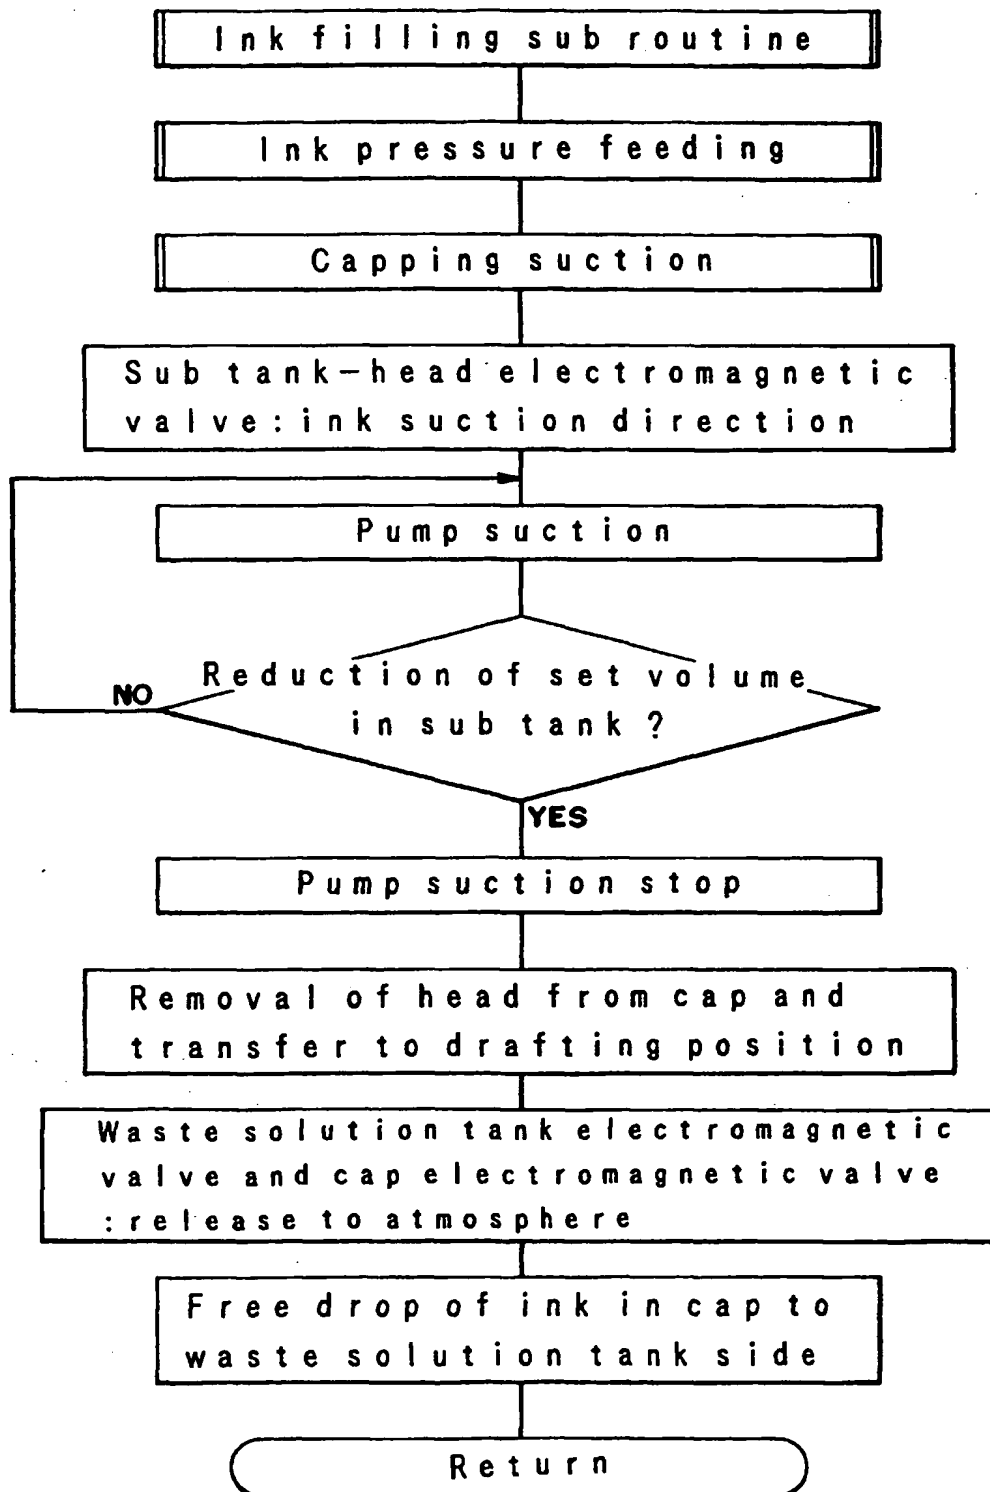 Ink filling sub routine
Ink pressure feeding
Capping suction
Sub tank-head electromagnetic
valve:ink suction direction
Pump suction
Reduction of set volume
NO
in sub tank ?
YES
Pump suction stop
Removal of head from cap and
transfer to drafting position
Waste solution tank electromagnetic
valve and cap electromagnetic valve
:release to atmosphere
Free drop of ink in cap to
waste solution tank side
Return